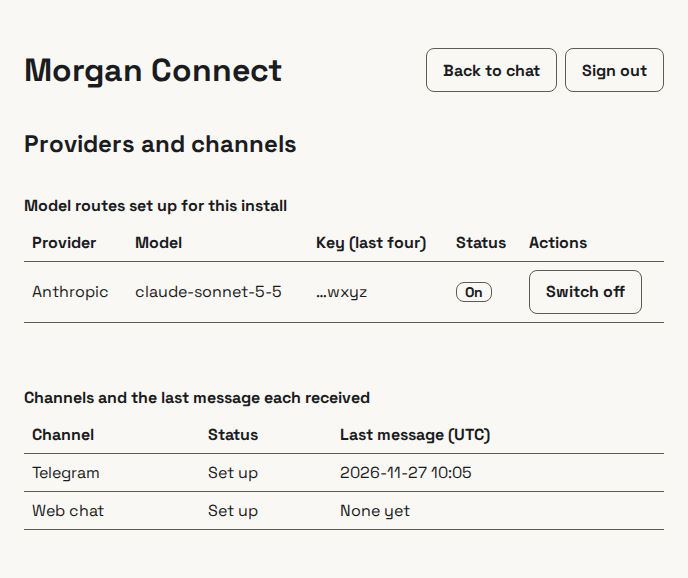 Morgan Connect
Back to chat
Sign out
Providers and channels
Model routes set up for this install
Provider Model Key (last four) Status Actions
Anthropic claude-sonnet-5-5 …wxyz On Switch off
Channels and the last message each received
Channel Status Last message (UTC)
Telegram Set up 2026-11-27 10:05
Web chat Set up None yet